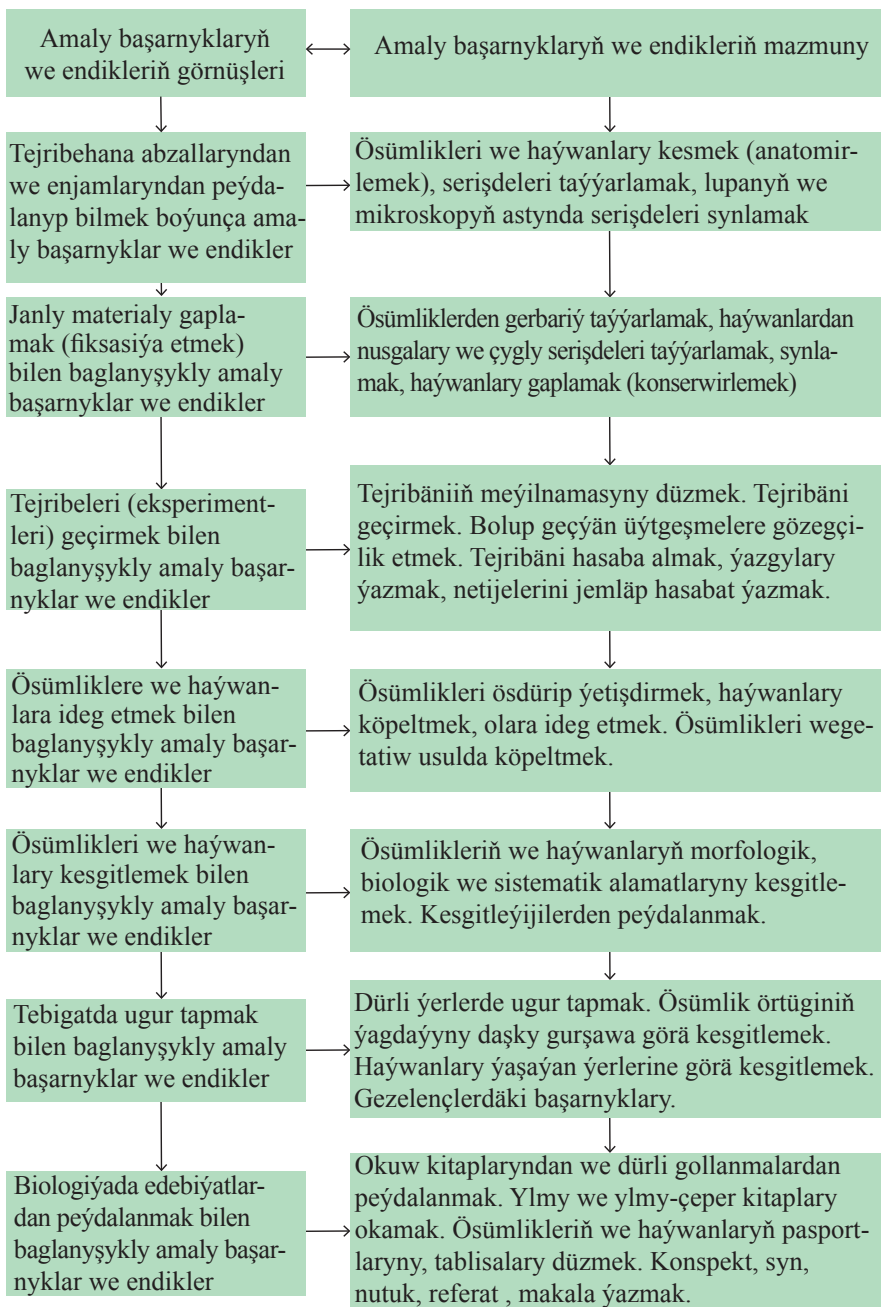 Amaly başarnyklaryň
we endikleriň görnüşleri
Amaly başarnyklaryň we endikleriň mazmuny
Tejribehana abzallaryndan
we enjamlaryndan peýda-
lanyp bilmek boýunça ama-
ly başarnyklar we endikler
Ösümlikleri we haýwanlary kesmek (anatomir-
lemek), serişdeleri taýýarlamak, lupanyň we
mikroskopyň astynda serişdeleri synlamak
Janly materialy gapla-
mak (fiksasiýa etmek)
bilen baglanyşykly amaly
başarnyklar we endikler
Ösümliklerden gerbariý taýýarlamak, haýwanlardan
nusgalary we çygly serişdeleri taýýarlamak, synla-
mak, haýwanlary gaplamak (konserwirlemek)
Tejribeleri (eksperiment-
leri) geçirmek bilen
baglanyşykly amaly başar-
nyklar we endikler
Tejribäniiň meýilnamasyny düzmek. Tejribäni
geçirmek. Bolup geçýän üýtgeşmelere gözegçi-
lik etmek. Tejribäni hasaba almak, ýazgylary
ýazmak, netijelerini jemläp hasabat ýazmak.
Ösümliklere we haýwan-
lara ideg etmek bilen
baglanyşykly amaly başar-
nyklar we endikler
Ösümlikleri ösdürip ýetişdirmek, haýwanlary
köpeltmek, olara ideg etmek. Ösümlikleri wege-
tatiw usulda köpeltmek.
Ösümlikleri we haýwan-
lary kesgitlemek bilen
baglanyşykly amaly başar-
nyklar we endikler
Ösümlikleriň we haýwanlaryň morfologik,
biologik we sistematik alamatlaryny kesgitle-
mek. Kesgitleýijilerden peýdalanmak.
Tebigatda ugur tapmak
bilen baglanyşykly amaly
başarnyklar we endikler
Dürli ýerlerde ugur tapmak. Ösümlik örtüginiň
ýagdaýyny daşky gurşawa görä kesgitlemek.
Haýwanlary ýaşaýan ýerlerine görä kesgitlemek.
Gezelençlerdäki başarnyklary.
Biologiýada edebiýatlar-
dan peýdalanmak bilen
baglanyşykly amaly başar-
nyklar we endikler
Okuw kitaplaryndan we dürli gollanmalardan
peýdalanmak. Ylmy we ylmy-çeper kitaplary
okamak. Ösümlikleriň we haýwanlaryň pasport-
laryny, tablisalary düzmek. Konspekt, syn,
nutuk, referat , makala ýazmak.